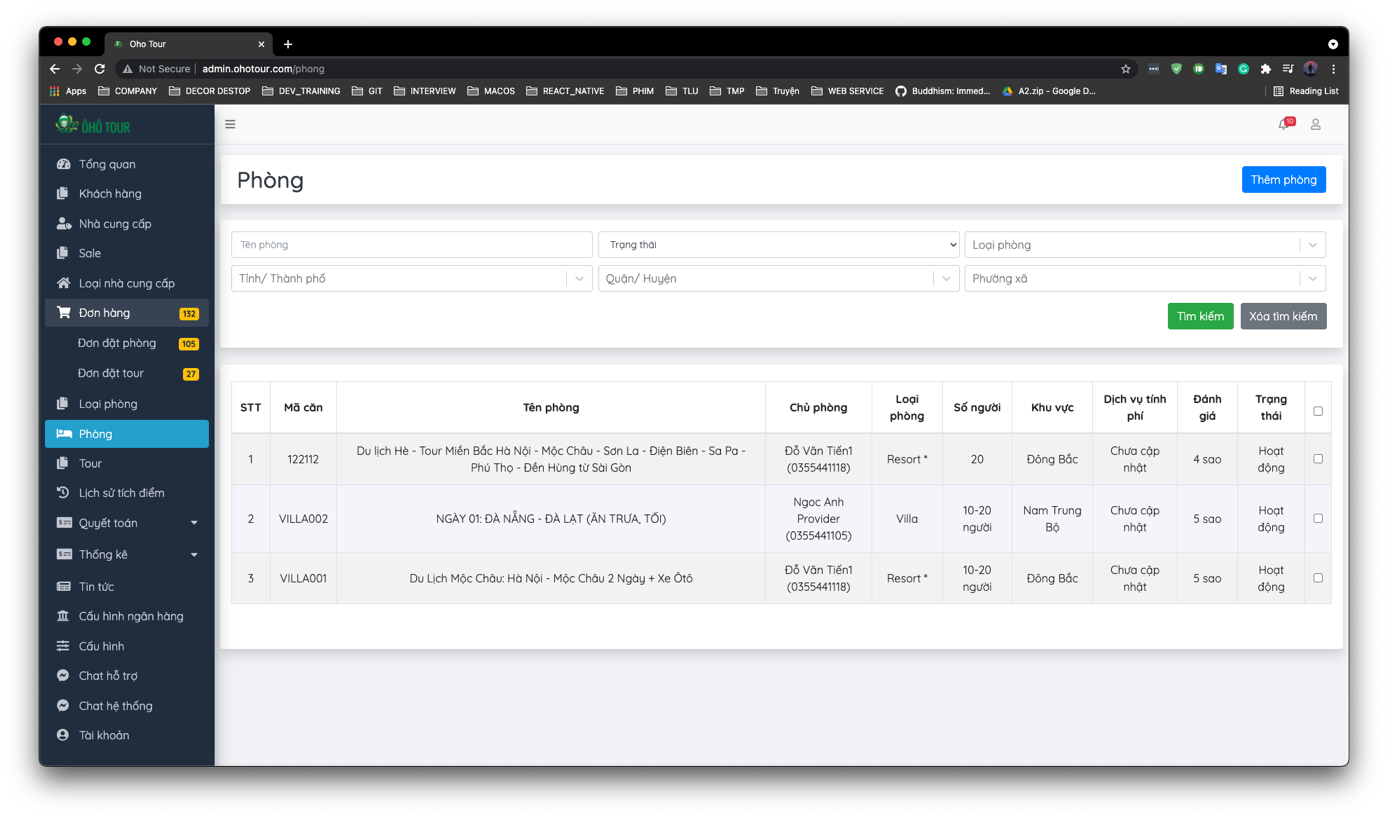 Oho Tour
Not Secure | admin.ohotour.com/phong
Apps COMPANY DECOR DESTOP DEV_TRAINING GIT INTERVIEW MACOS REACT_NATIVE PHIM TLU TMP Truyện WEB SERVICE Buddhism: Immed... A2.zip - Google D... Reading List
ÔHÔ TOUR
10
Tổng quan
Khách hàng
Nhà cung cấp
Sale
Loại nhà cung cấp
Đơn hàng 132
Đơn đặt phòng 105
Đơn đặt tour 27
Loại phòng
Phòng
Tour
Lịch sử tích điểm
Quyết toán
Thống kê
Tin tức
Cấu hình ngân hàng
Cấu hình
Chat hỗ trợ
Chat hệ thống
Tài khoản
Phòng
Thêm phòng
Tên phòng Trạng thái Loại phòng
Tỉnh/ Thành phố Quận/ Huyện Phường xã
Tìm kiếm Xóa tìm kiếm
STT Mã căn Tên phòng Chủ phòng Loại phòng Số người Khu vực Dịch vụ tính phí Đánh giá Trạng thái
1 122112 Du lịch Hè - Tour Miền Bắc Hà Nội - Mộc Châu - Sơn La - Điện Biên - Sa Pa - Phú Thọ - Đền Hùng từ Sài Gòn Đỗ Văn Tiến1 (0355441118) Resort * 20 Đông Bắc Chưa cập nhật 4 sao Hoạt động
2 VILLA002 NGÀY 01: ĐÀ NẴNG - ĐÀ LẠT (ĂN TRƯA, TỐI) Ngoc Anh Provider (0355441105) Villa 10-20 người Nam Trung Bộ Chưa cập nhật 5 sao Hoạt động
3 VILLA001 Du Lịch Mộc Châu: Hà Nội - Mộc Châu 2 Ngày + Xe Ôtô Đỗ Văn Tiến1 (0355441118) Resort * 10-20 người Đông Bắc Chưa cập nhật 5 sao Hoạt động